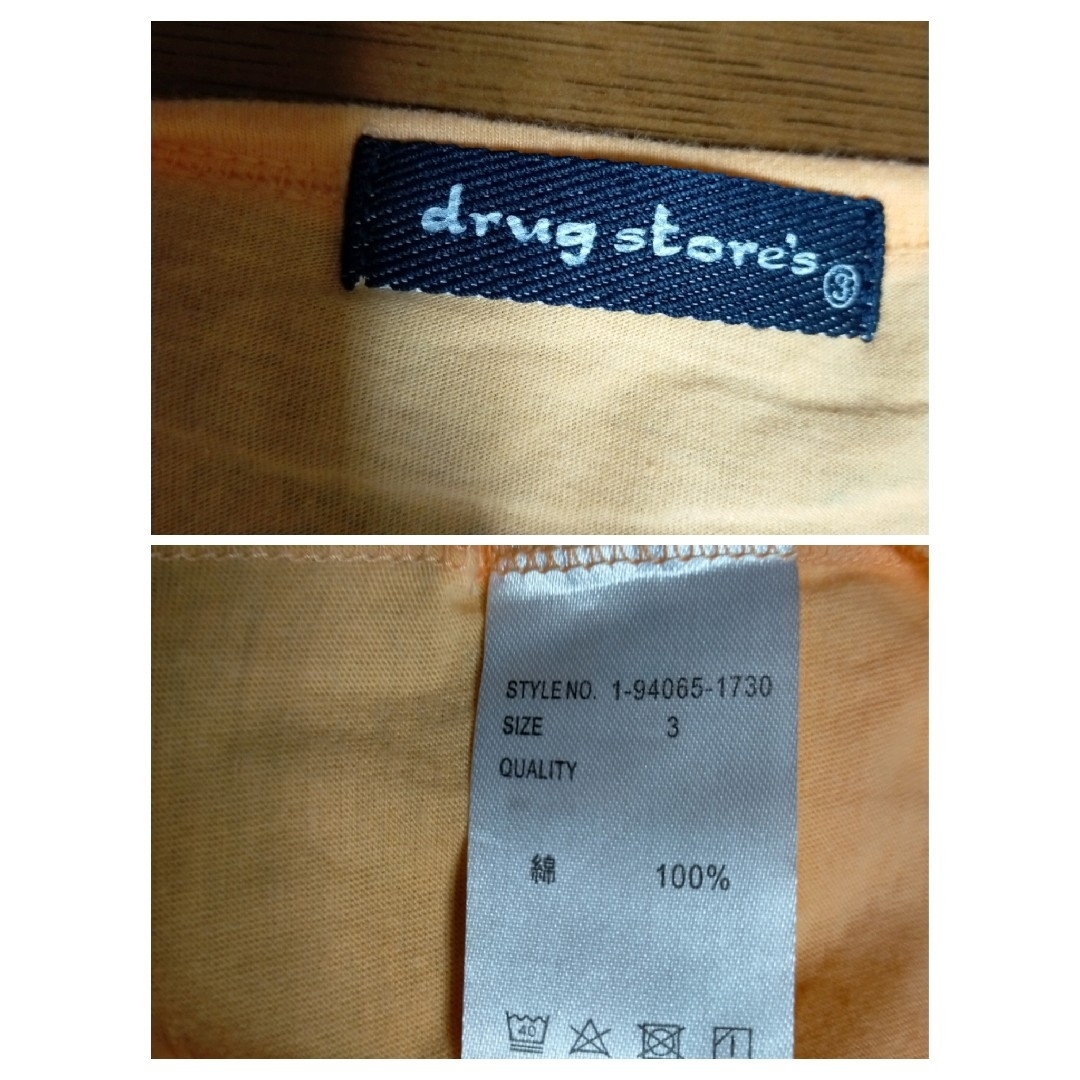 drug store's ③
STYLE NO. 1-94065-1730
SIZE 3
QUALITY
綿 100%
40